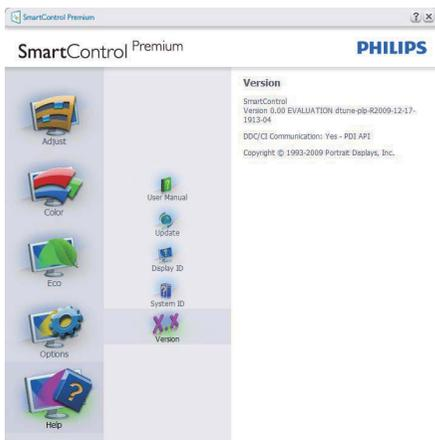 SmartControl Premium
SmartControl Premium
PHILIPS
Adjust
Color
Eco
Options
Help
User Manual
Update
Display ID
System ID
X.X
Version
Version
SmartControl
Version 0.00 EVALUATION dtune-plp-R2009-12-17-
1913-04
DDC/CI Communication: Yes - PDI API
Copyright © 1993-2009 Portrait Displays, Inc.